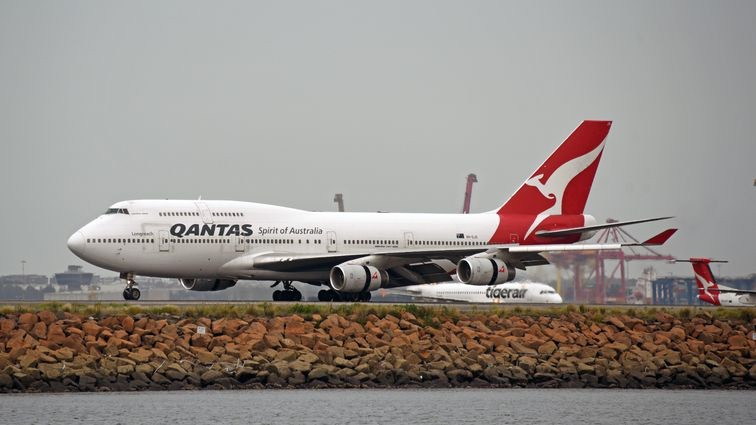 Longreach
QANTAS
Spirit of Australia
tigerair